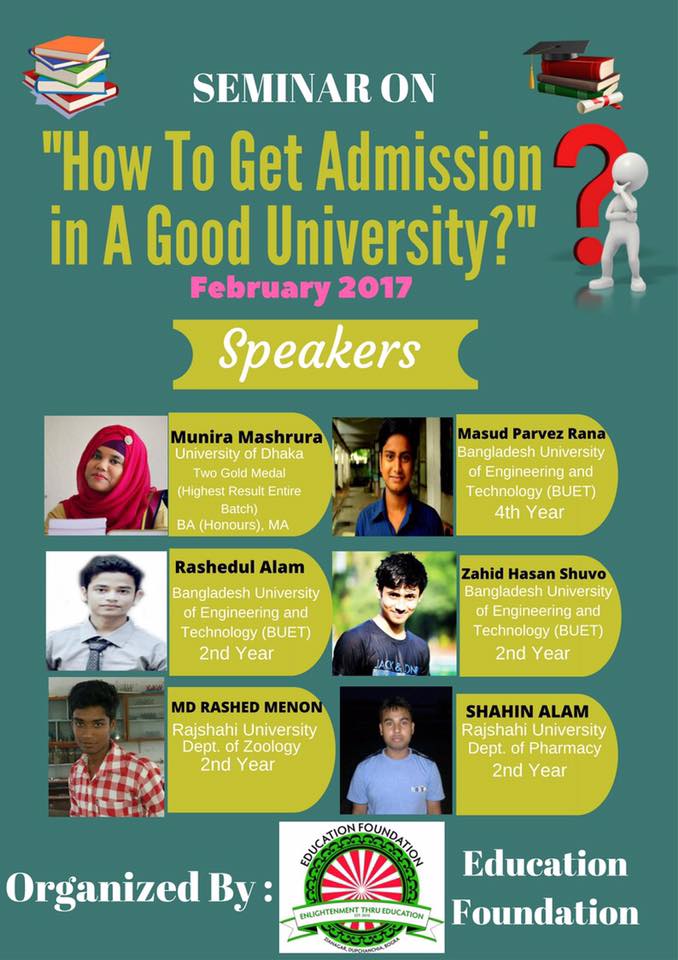 SEMINAR ON
"How To Get Admission
in A Good University?"
February 2017
Speakers
Munira Mashrura
University of Dhaka
Two Gold Medal
(Highest Result Entire
Batch)
BA (Honours), MA
Masud Parvez Rana
Bangladesh University
of Engineering and
Technology (BUET)
4th Year
Rashedul Alam
Bangladesh University
of Engineering and
Technology (BUET)
2nd Year
Zahid Hasan Shuvo
Bangladesh University
of Engineering and
Technology (BUET)
2nd Year
JACK & JON
MD RASHED MENON
Rajshahi University
Dept. of Zoology
2nd Year
SHAHIN ALAM
Rajshahi University
Dept. of Pharmacy
2nd Year
Organized By :
EDUCATION FOUNDATION
ENLIGHTENMENT THRU EDUCATION
DUPCHANCHIA, BOGRA
Education
Foundation